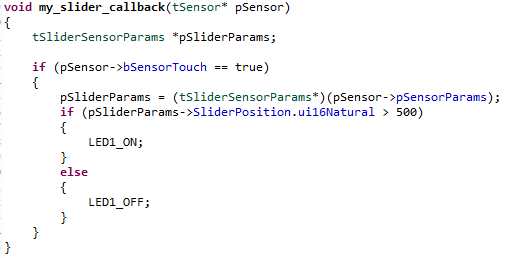 void my_slider_callback(tSensor* pSensor)
{
    tSliderSensorParams *pSliderParams;

    if (pSensor->bSensorTouch == true)
    {
        pSliderParams = (tSliderSensorParams*)(pSensor->pSensorParams);
        if (pSliderParams->SliderPosition.ui16Natural > 500)
        {
            LED1_ON;
        }
        else
        {
            LED1_OFF;
        }
    }
}